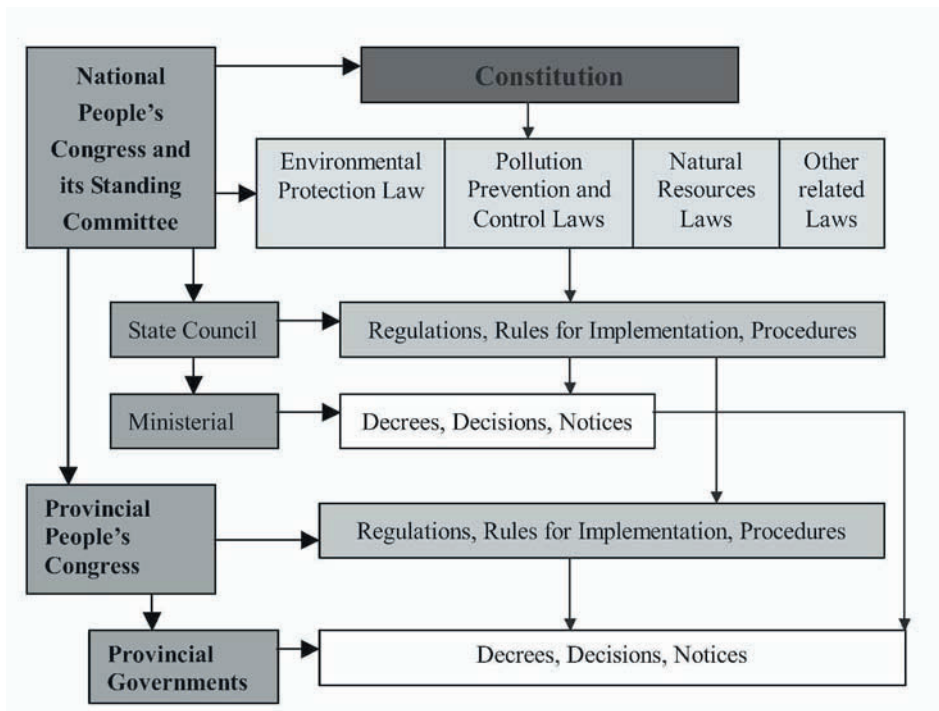 National
People's
Congress and
its Standing
Committee
Constitution
Environmental
Protection Law
Pollution
Prevention and
Control Laws
Natural
Resources
Laws
Other
related
Laws
State Council
Regulations, Rules for Implementation, Procedures
Ministerial
Decrees, Decisions, Notices
Provincial
People's
Congress
Regulations, Rules for Implementation, Procedures
Provincial
Governments
Decrees, Decisions, Notices